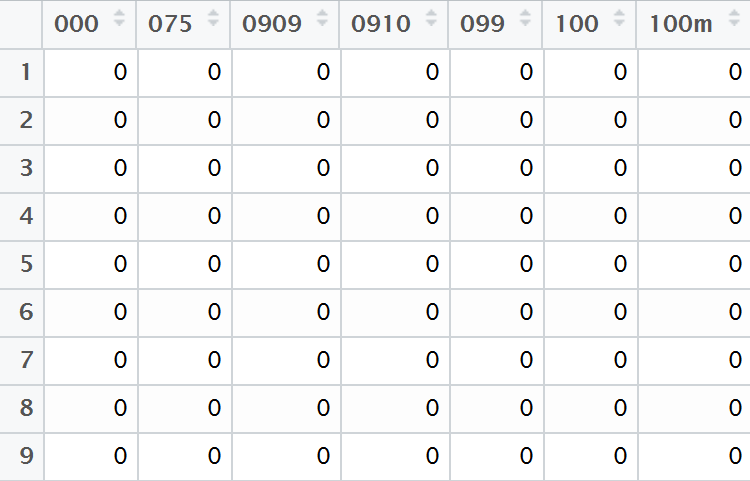 000 075 0909 0910 099 100 100m
1 0 0 0 0 0 0 0
2 0 0 0 0 0 0 0
3 0 0 0 0 0 0 0
4 0 0 0 0 0 0 0
5 0 0 0 0 0 0 0
6 0 0 0 0 0 0 0
7 0 0 0 0 0 0 0
8 0 0 0 0 0 0 0
9 0 0 0 0 0 0 0